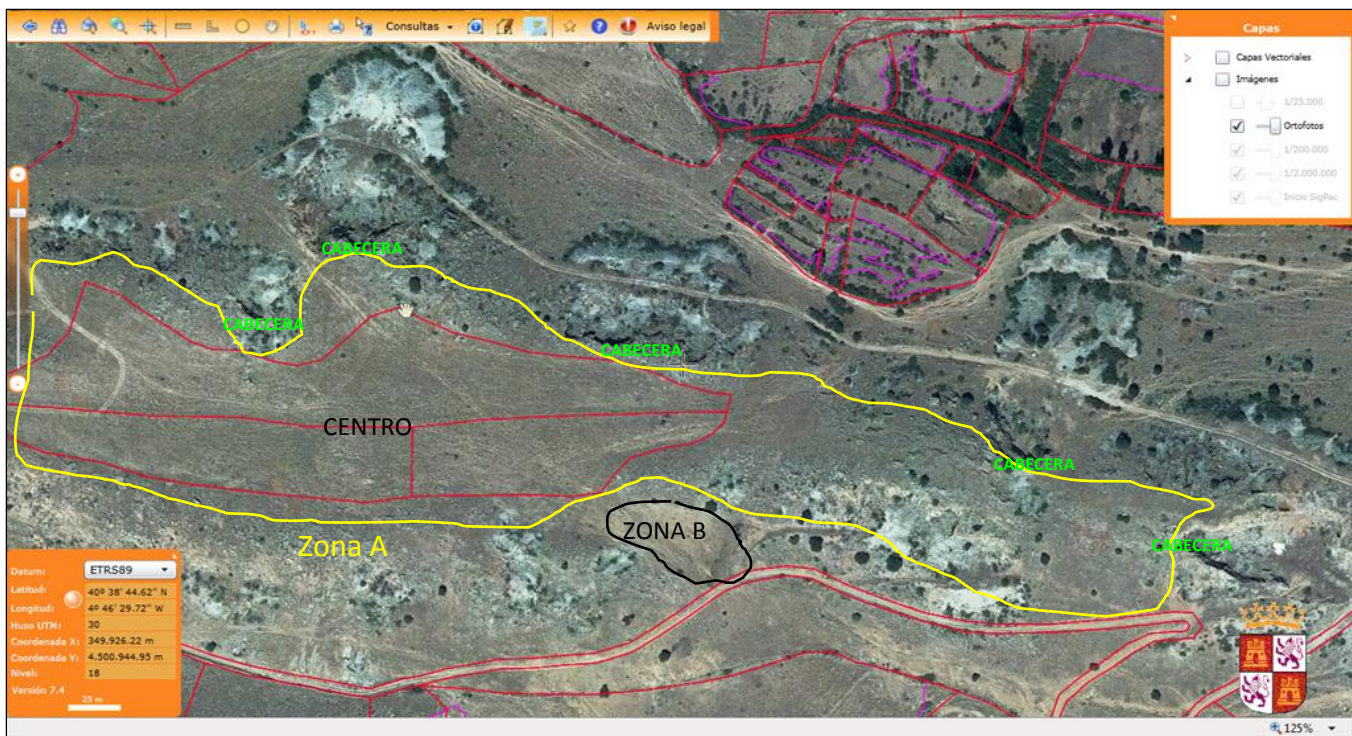 Consultas
Aviso legal
Capas
Capas Vectoriales
Imágenes
1/25.000
Ortofotos
1/200.000
1/2.000.000
Inicio SigPac
CABECERA
CABECERA
CABECERA
CENTRO
CABECERA
ZONA B
Zona A
CABECERA
Datum: ETRS89
Latitud: 40º 38' 44.62'' N
Longitud: 4º 46' 29.72'' W
Huso UTM: 30
Coordenada X: 349.926.22 m
Coordenada Y: 4.500.944.95 m
Nivel: 18
Versión 7.4
25 m
125%